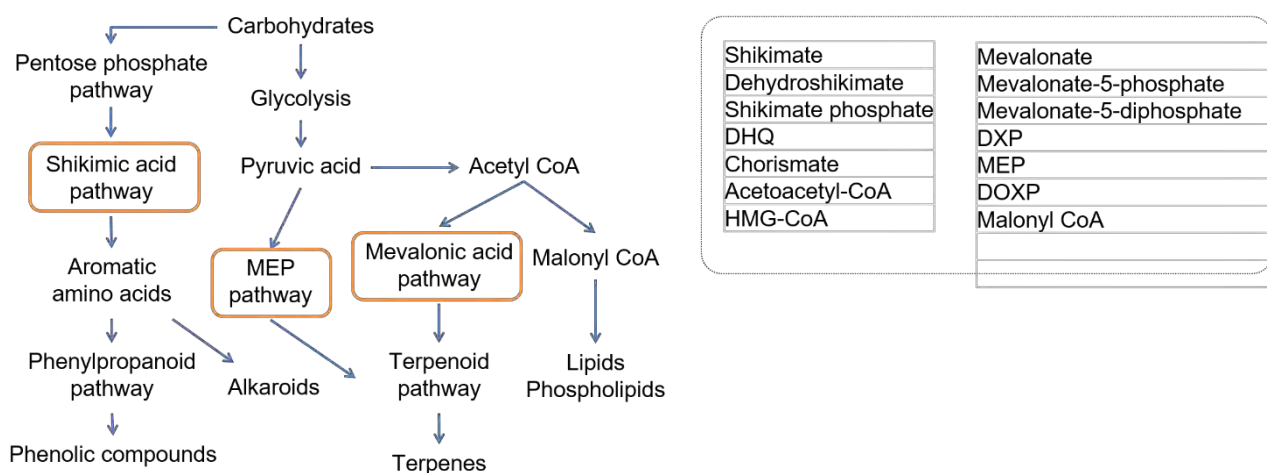 Carbohydrates
Pentose phosphate
pathway
Glycolysis
Shikimic acid
pathway
Pyruvic acid
Acetyl CoA
Aromatic
amino acids
MEP
pathway
Mevalonic acid
pathway
Malonyl CoA
Phenylpropanoid
pathway
Alkaroids
Terpenoid
pathway
Lipids
Phospholipids
Phenolic compounds
Terpenes
Shikimate
Dehydroshikimate
Shikimate phosphate
DHQ
Chorismate
Acetoacetyl-CoA
HMG-CoA
Mevalonate
Mevalonate-5-phosphate
Mevalonate-5-diphosphate
DXP
MEP
DOXP
Malonyl CoA